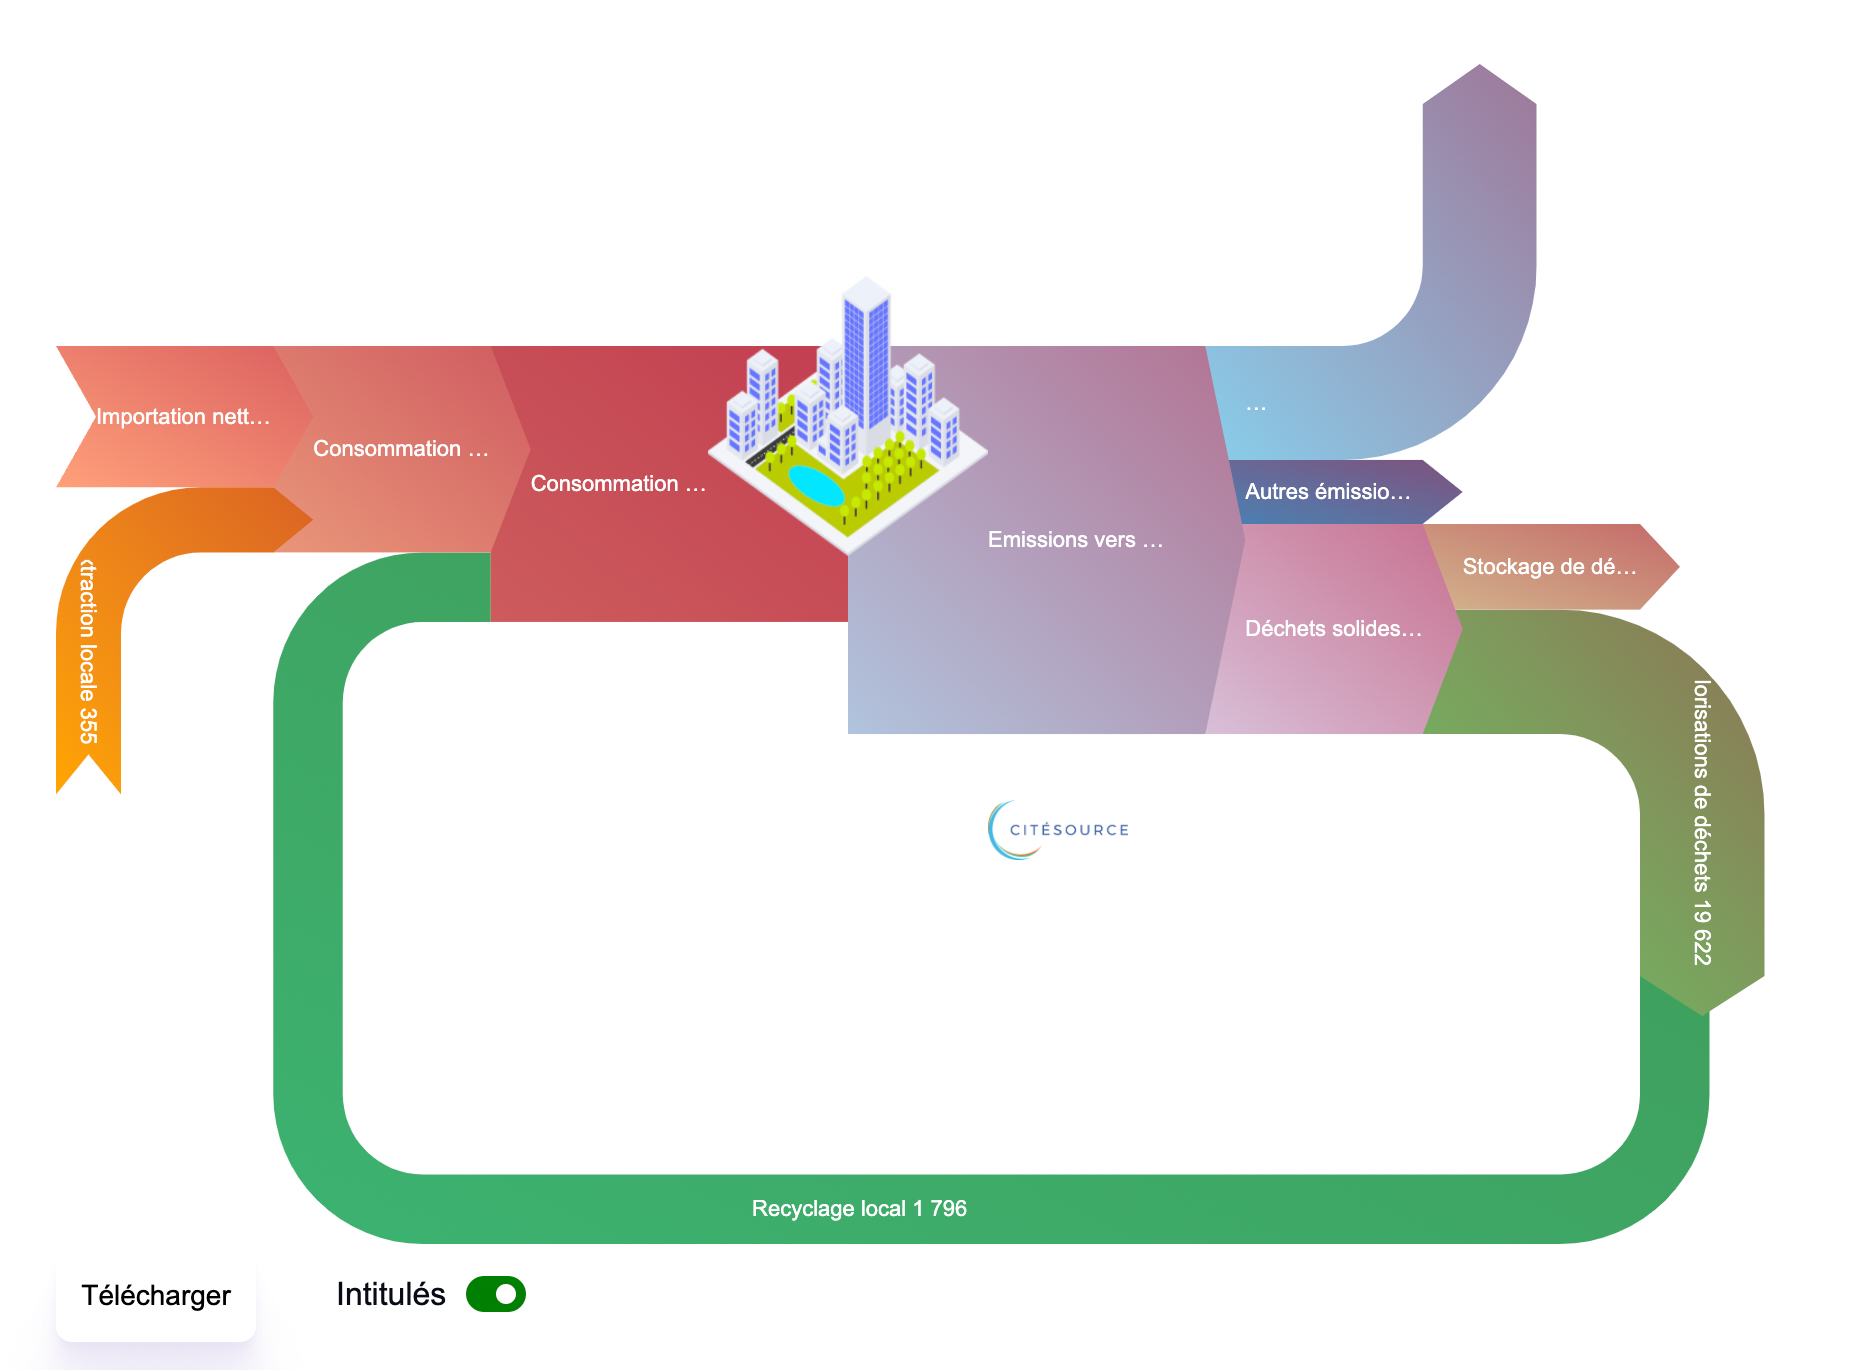 Importation nett…
Consommation …
Consommation …
Emissions vers …
…
Autres émissio…
Stockage de dé…
Déchets solides…
traction locale 355
lorisations de déchets 19 622
CITÉSOURCE
Recyclage local 1 796
Télécharger
Intitulés